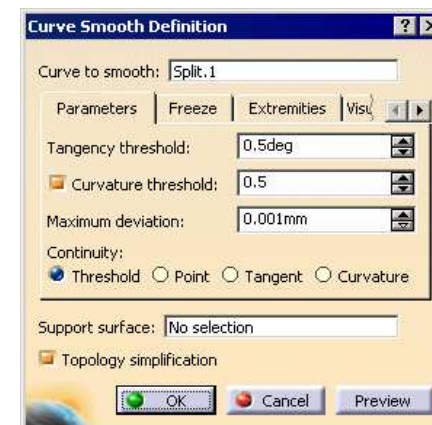 Curve Smooth Definition
Curve to smooth: Split.1
Parameters Freeze Extremities
Tangency threshold: 0.5deg
Curvature threshold: 0.5
Maximum deviation: 0.001mm
Continuity:
Threshold Point Tangent Curvature
Support surface: No selection
Topology simplification
OK Cancel Preview